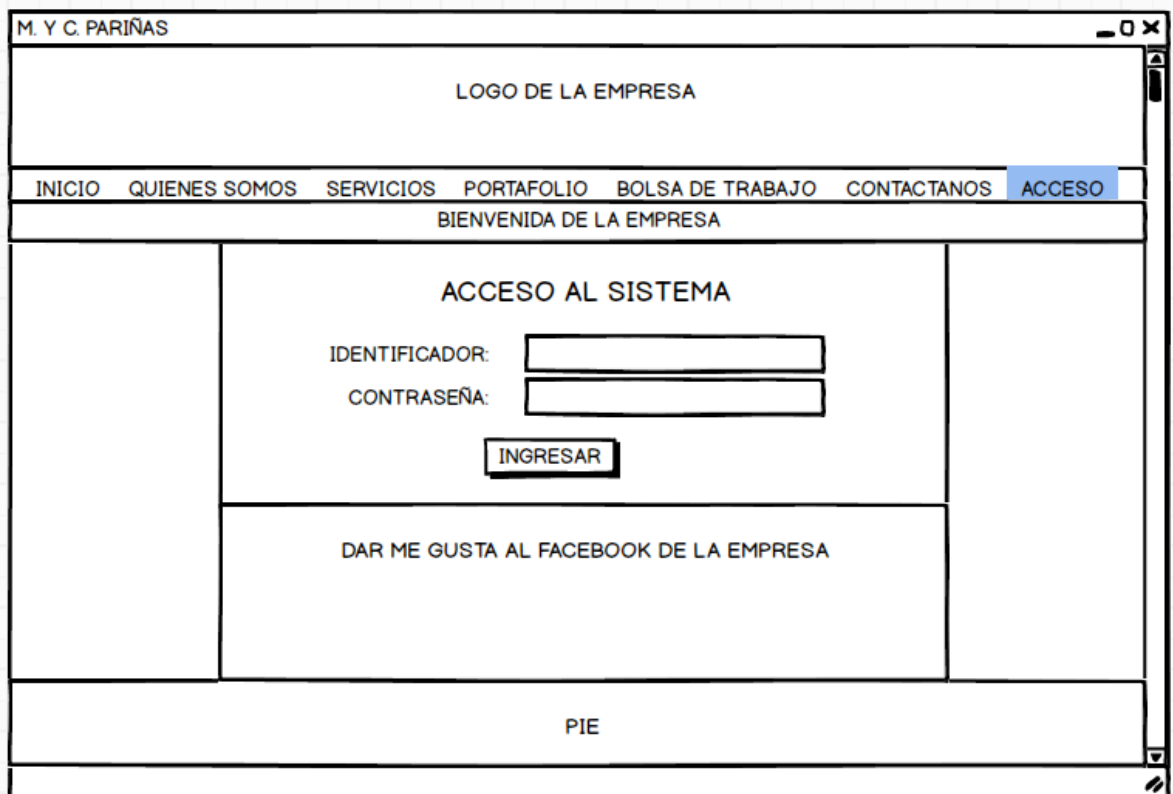 M. Y C. PARIÑAS
LOGO DE LA EMPRESA
INICIO QUIENES SOMOS SERVICIOS PORTAFOLIO BOLSA DE TRABAJO CONTACTANOS ACCESO
BIENVENIDA DE LA EMPRESA
ACCESO AL SISTEMA
IDENTIFICADOR:
CONTRASEÑA:
INGRESAR
DAR ME GUSTA AL FACEBOOK DE LA EMPRESA
PIE